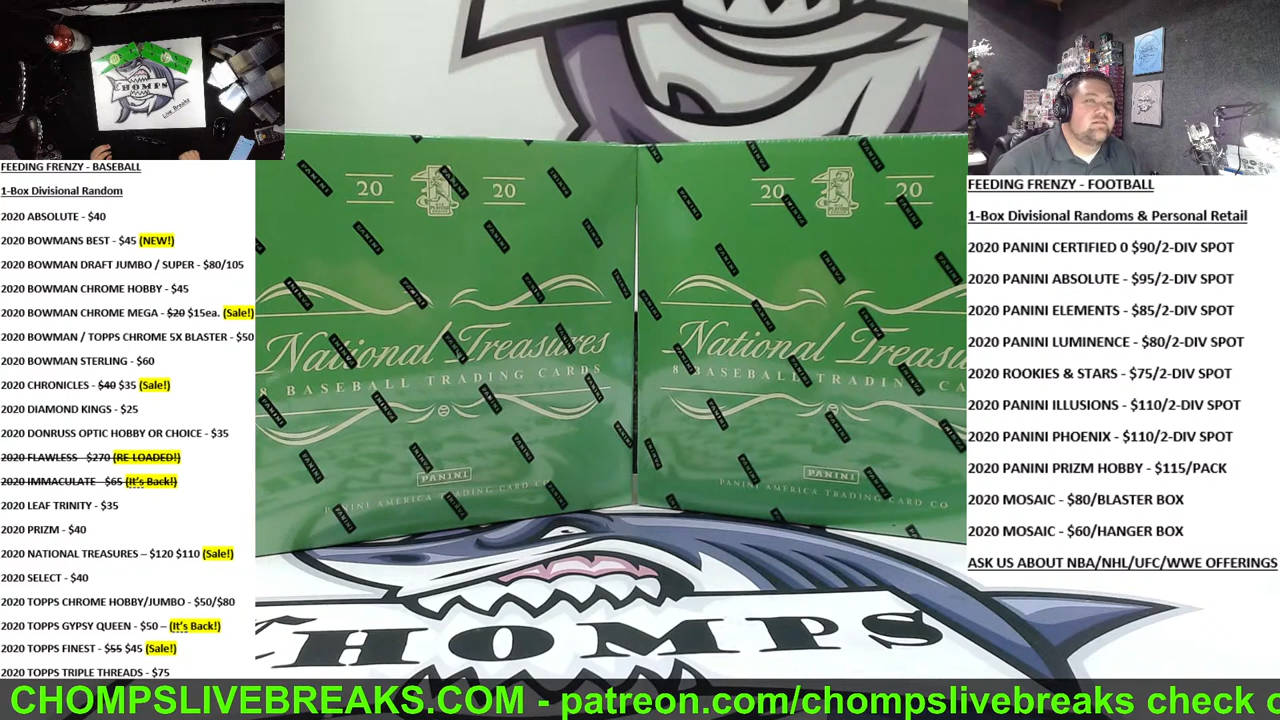 CHOMPS
Live Breaks
FEEDING FRENZY - BASEBALL
1-Box Divisional Random
2020 ABSOLUTE - $40
2020 BOWMANS BEST - $45 (NEW!)
2020 BOWMAN DRAFT JUMBO / SUPER - $80/105
2020 BOWMAN CHROME HOBBY - $45
2020 BOWMAN CHROME MEGA - $20 $15ea. (Sale!)
2020 BOWMAN / TOPPS CHROME 5X BLASTER - $50
2020 BOWMAN STERLING - $60
2020 CHRONICLES - $40 $35 (Sale!)
2020 DIAMOND KINGS - $25
2020 DONRUSS OPTIC HOBBY OR CHOICE - $35
2020 FLAWLESS - $270 (RE-LOADED!)
2020 IMMACULATE - $65 (It's Back!)
2020 LEAF TRINITY - $35
2020 PRIZM - $40
2020 NATIONAL TREASURES – $120 $110 (Sale!)
2020 SELECT - $40
2020 TOPPS CHROME HOBBY/JUMBO - $50/$80
2020 TOPPS GYPSY QUEEN - $50 – (It's Back!)
2020 TOPPS FINEST - $55 $45 (Sale!)
2020 TOPPS TRIPLE THREADS - $75
20 20
National Treasures
8 BASEBALL TRADING CARDS
PANINI
PANINI AMERICA TRADING CARD CO
20 20
National Treasu
8 BASEBALL TRADING CA
PANINI
PANINI AMERICA TRADING CARD CO
CHOMPS
FEEDING FRENZY - FOOTBALL
1-Box Divisional Randoms & Personal Retail
2020 PANINI CERTIFIED 0 $90/2-DIV SPOT
2020 PANINI ABSOLUTE - $95/2-DIV SPOT
2020 PANINI ELEMENTS - $85/2-DIV SPOT
2020 PANINI LUMINENCE - $80/2-DIV SPOT
2020 ROOKIES & STARS - $75/2-DIV SPOT
2020 PANINI ILLUSIONS - $110/2-DIV SPOT
2020 PANINI PHOENIX - $110/2-DIV SPOT
2020 PANINI PRIZM HOBBY - $115/PACK
2020 MOSAIC - $80/BLASTER BOX
2020 MOSAIC - $60/HANGER BOX
ASK US ABOUT NBA/NHL/UFC/WWE OFFERINGS
CHOMPSLIVEBREAKS.COM - patreon.com/chompslivebreaks check